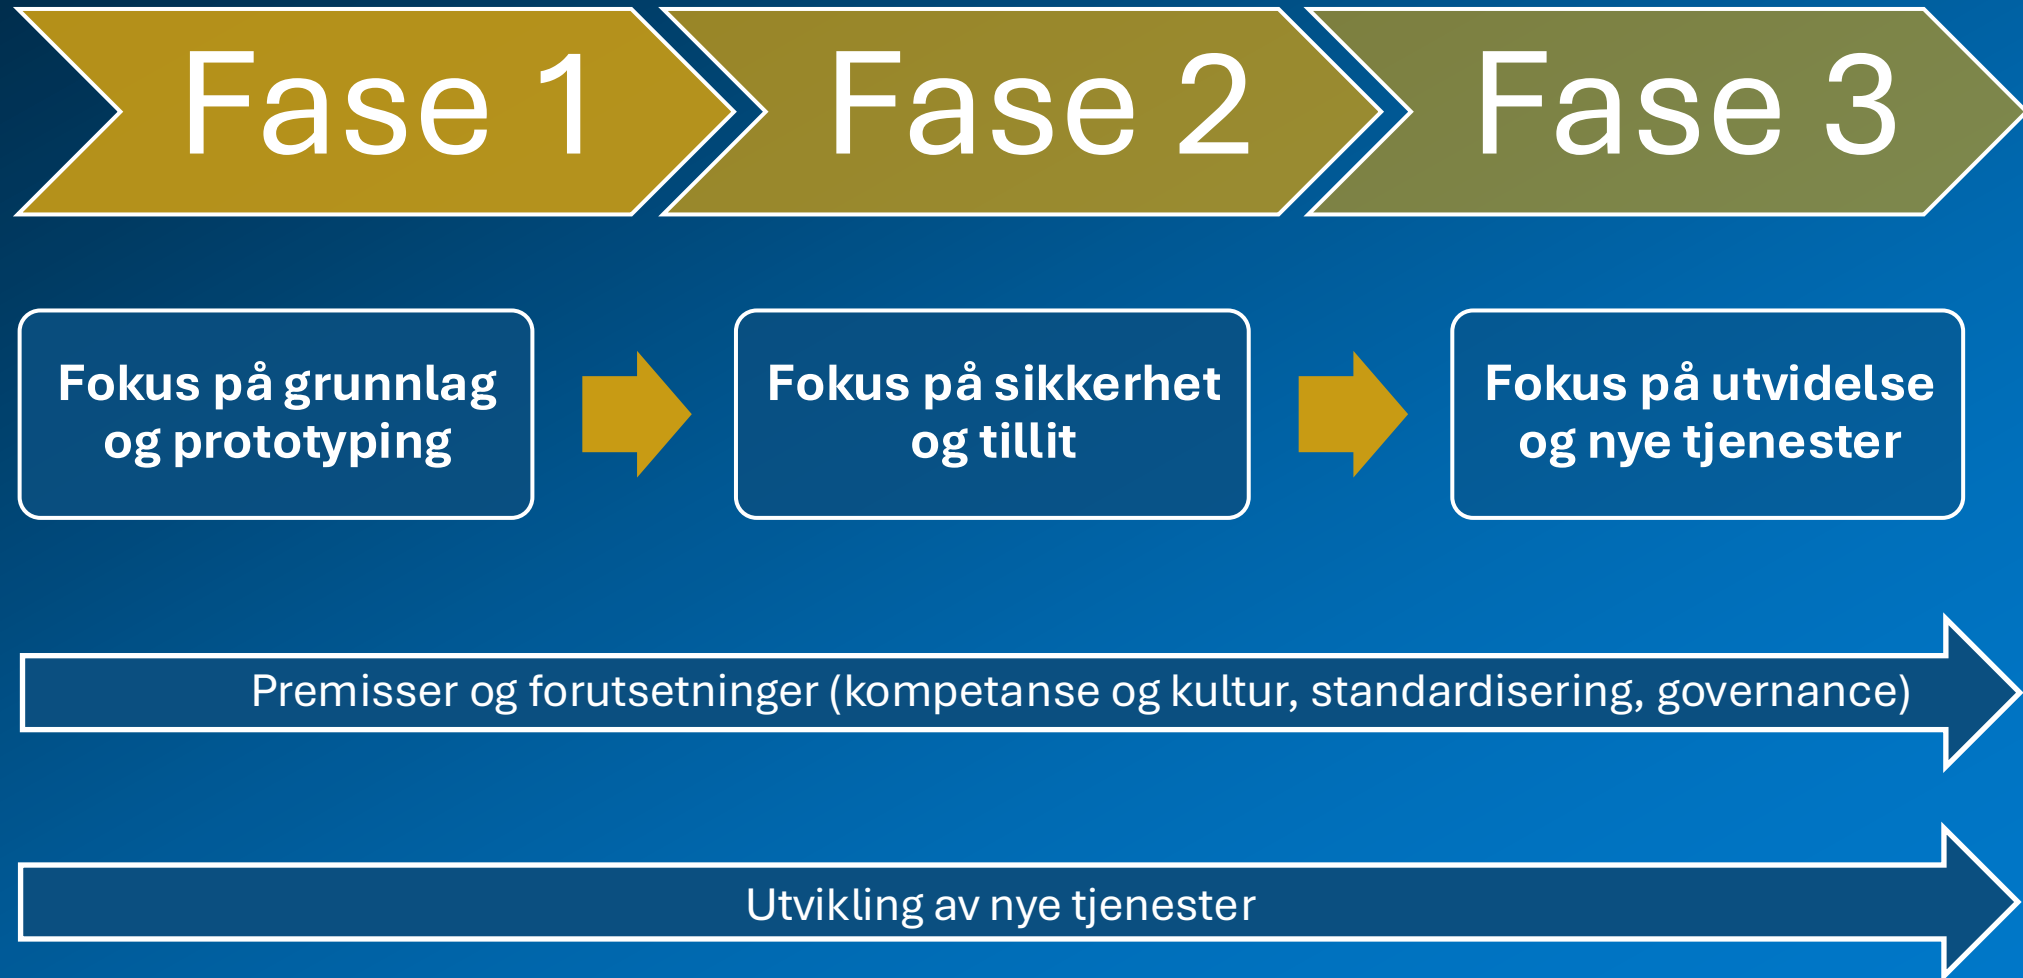 Fase 1
Fase 2
Fase 3
Fokus på grunnlag
og prototyping
Fokus på sikkerhet
og tillit
Fokus på utvidelse
og nye tjenester
Premisser og forutsetninger (kompetanse og kultur, standardisering, governance)
Utvikling av nye tjenester